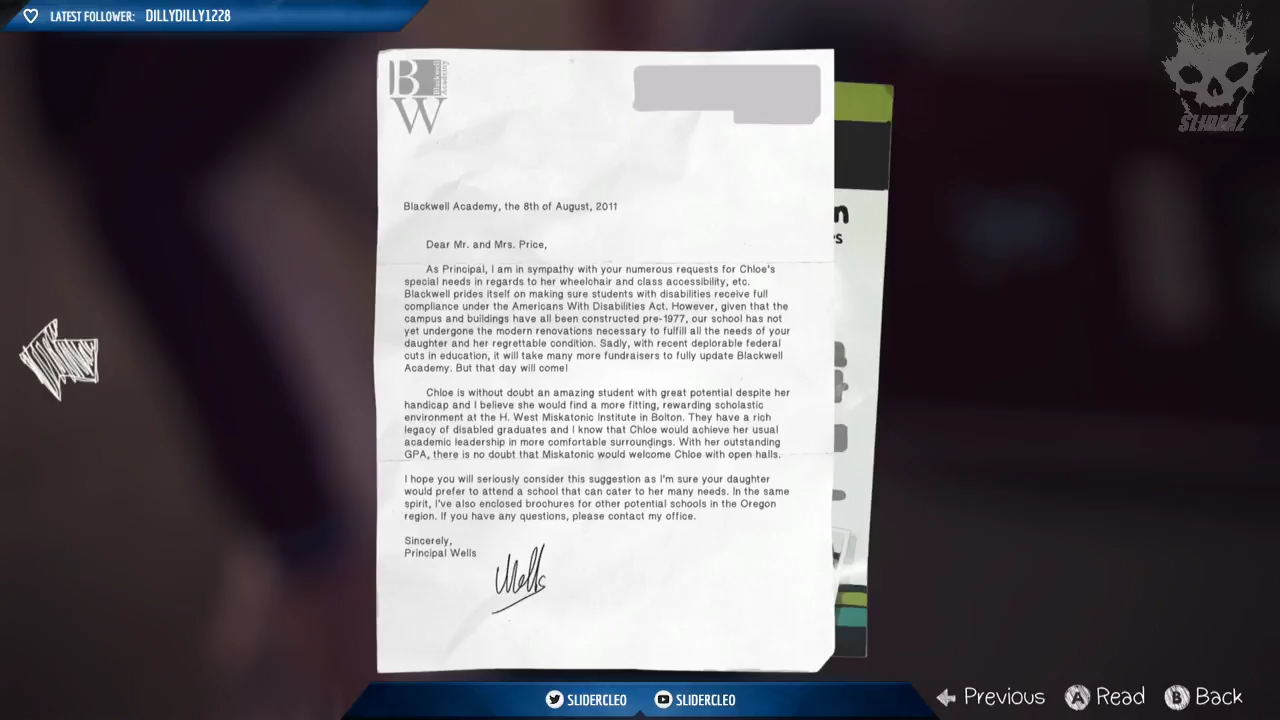 LATEST FOLLOWER: DILLYDILLY1228
SLIDERZ
B
Blackwell
Academy
W
n
s
Blackwell Academy, the 8th of August, 2011
Dear Mr. and Mrs. Price,
As Principal, I am in sympathy with your numerous requests for Chloe's
special needs in regards to her wheelchair and class accessibility, etc.
Blackwell prides itself on making sure students with disabilities receive full
compliance under the Americans With Disabilities Act. However, given that the
campus and buildings have all been constructed pre-1977, our school has not
yet undergone the modern renovations necessary to fulfill all the needs of your
daughter and her regrettable condition. Sadly, with recent deplorable federal
cuts in education, it will take many more fundraisers to fully update Blackwell
Academy. But that day will come!
Chloe is without doubt an amazing student with great potential despite her
handicap and I believe she would find a more fitting, rewarding scholastic
environment at the H. West Miskatonic Institute in Bolton. They have a rich
legacy of disabled graduates and I know that Chloe would achieve her usual
academic leadership in more comfortable surroundings. With her outstanding
GPA, there is no doubt that Miskatonic would welcome Chloe with open halls.
I hope you will seriously consider this suggestion as I'm sure your daughter
would prefer to attend a school that can cater to her many needs. In the same
spirit, I've also enclosed brochures for other potential schools in the Oregon
region. If you have any questions, please contact my office.
Sincerely,
Principal Wells
Wells
SLIDERCLEO SLIDERCLEO
Previous A Read B Back